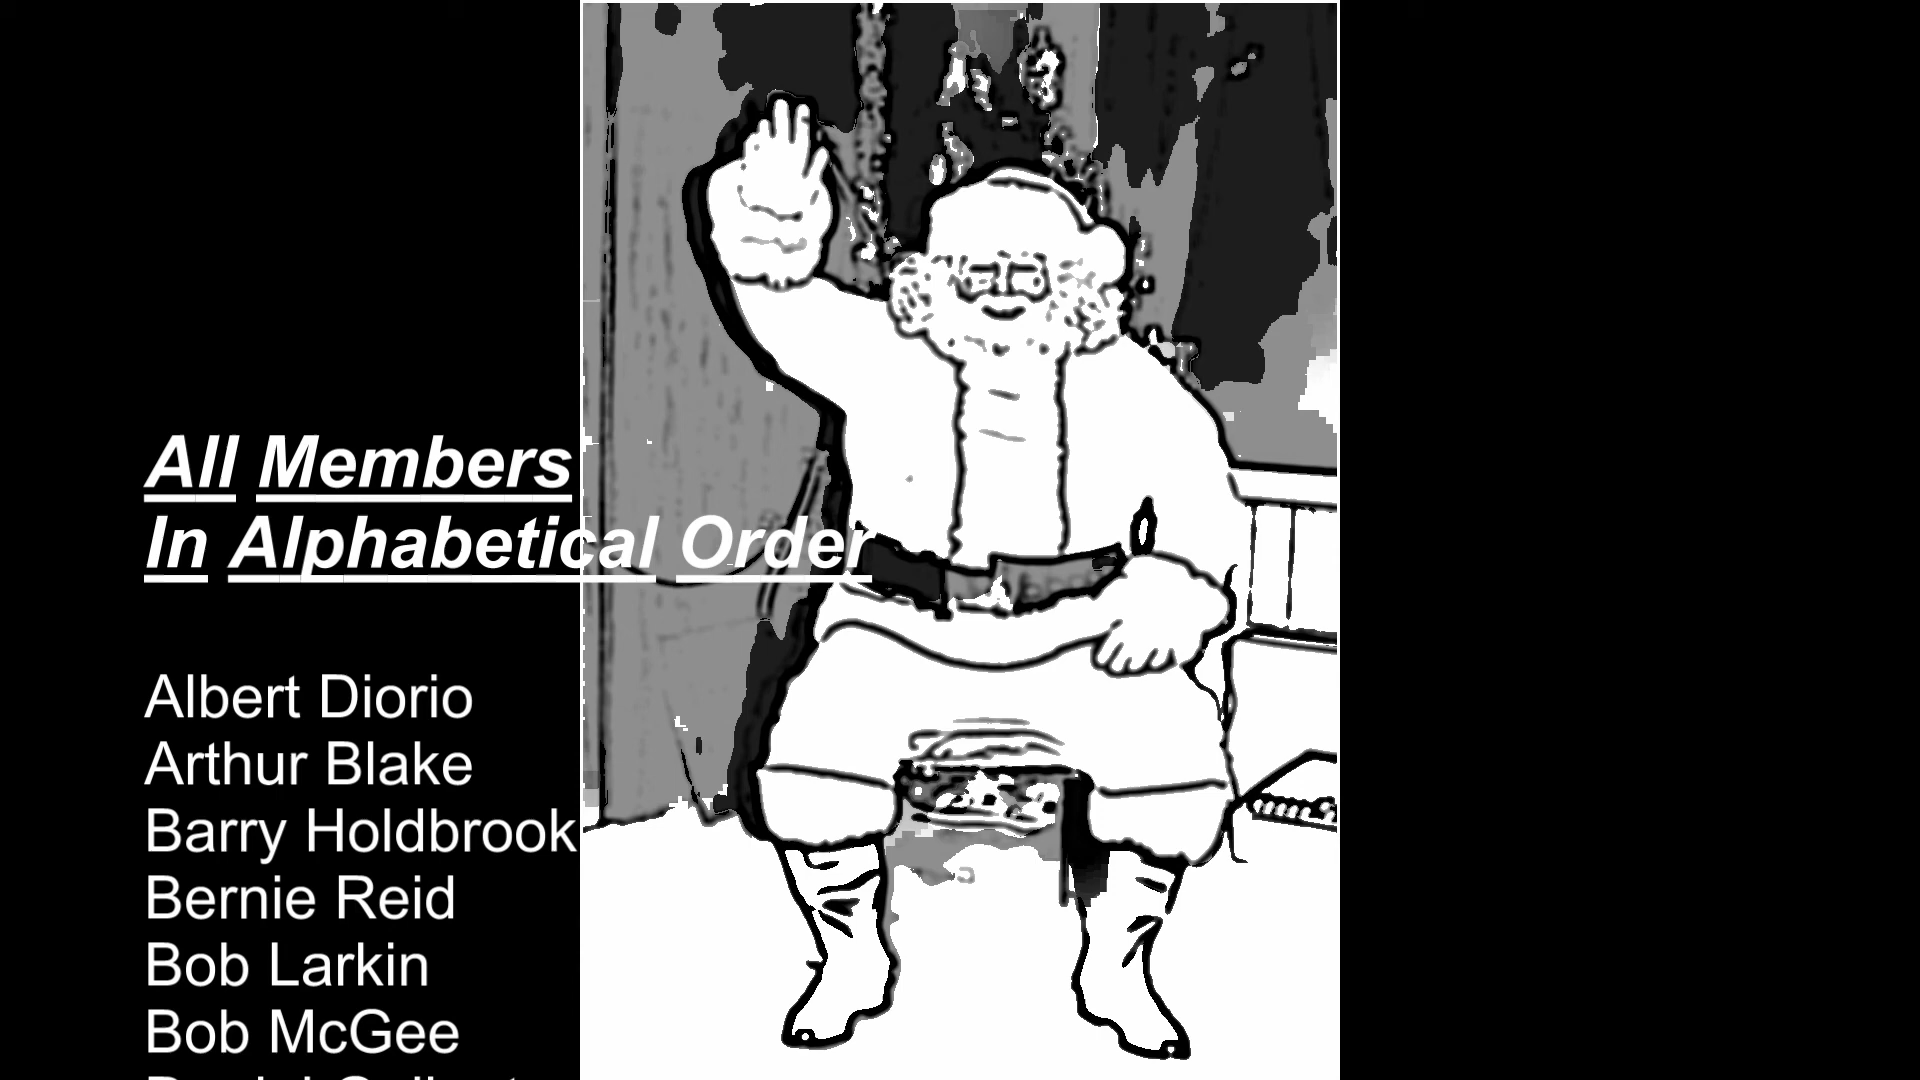 All Members
In Alphabetical Order
Albert Diorio
Arthur Blake
Barry Holdbrook
Bernie Reid
Bob Larkin
Bob McGee